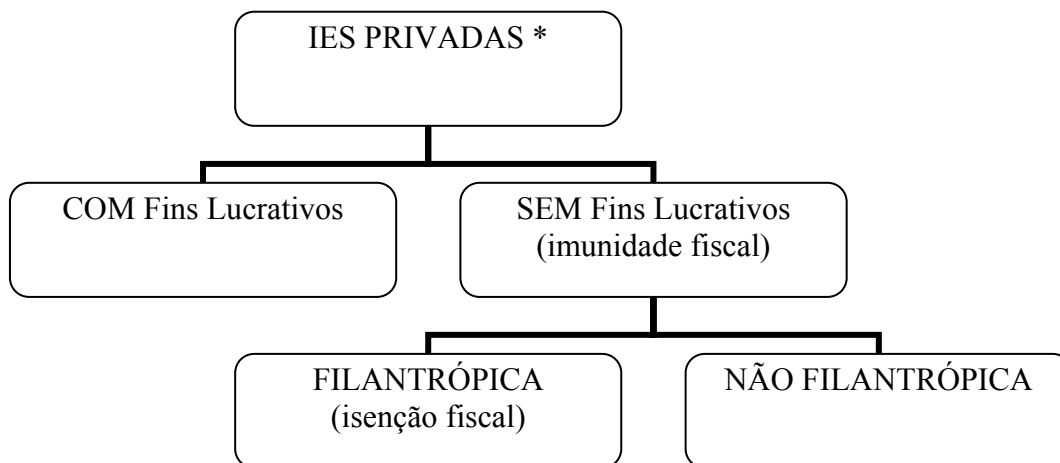 IES PRIVADAS *
COM Fins Lucrativos
SEM Fins Lucrativos
(imunidade fiscal)
FILANTRÓPICA
(isenção fiscal)
NÃO FILANTRÓPICA